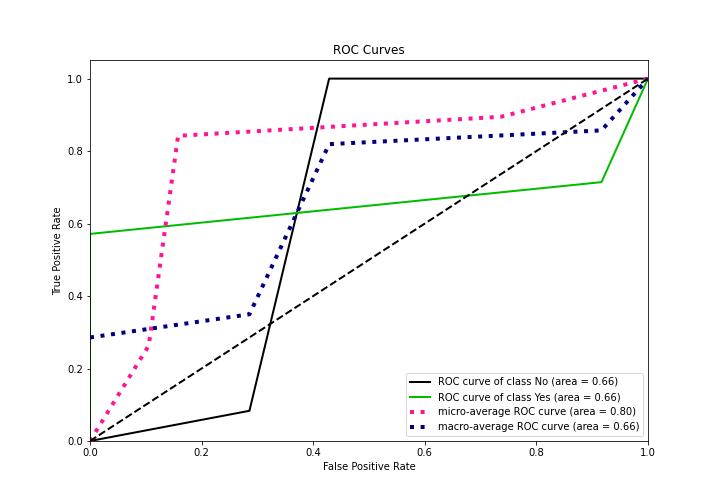 ROC Curves
1.0
0.8
0.6
0.4
0.2
0.0
True Positive Rate
0.0 0.2 0.4 0.6 0.8 1.0
False Positive Rate
ROC curve of class No (area = 0.66)
ROC curve of class Yes (area = 0.66)
micro-average ROC curve (area = 0.80)
macro-average ROC curve (area = 0.66)